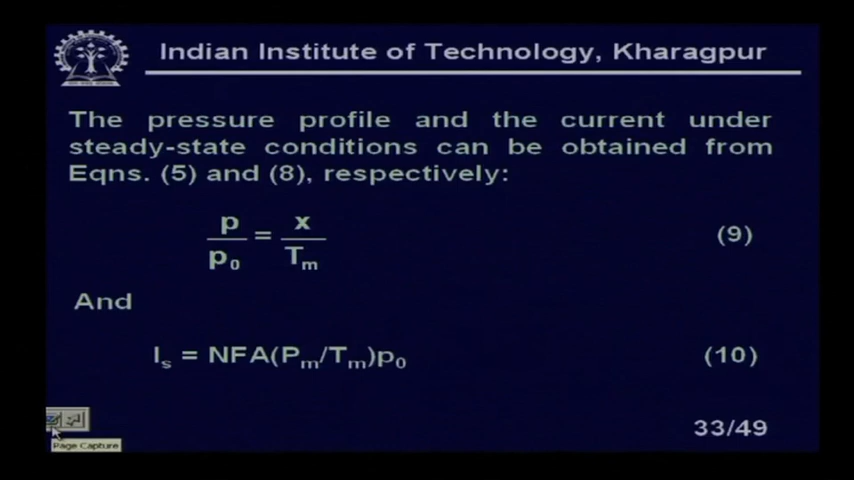 Indian Institute of Technology, Kharagpur
The pressure profile and the current under
steady-state conditions can be obtained from
Eqns. (5) and (8), respectively:
p/p₀ = x/Tₘ (9)
And
Iₛ = NFA(Pₘ/Tₘ)p₀ (10)
33/49
Page Capture